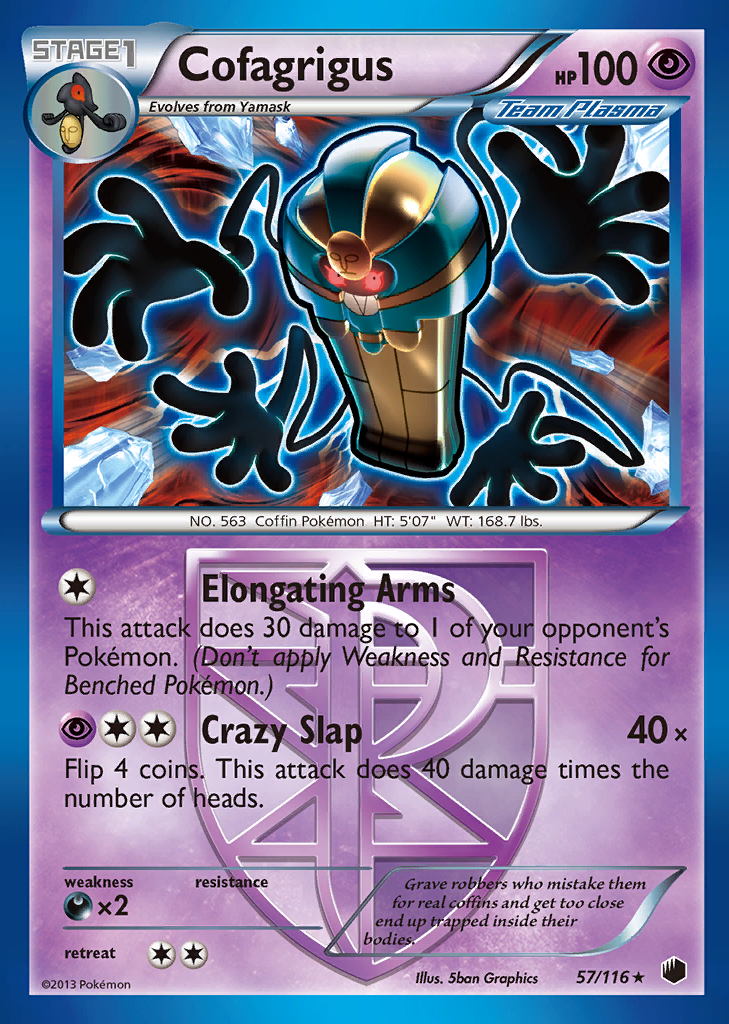 STAGE1
Cofagrigus
HP100
Evolves from Yamask
Team Plasma
NO. 563 Coffin Pokémon HT: 5'07" WT: 168.7 lbs.
Elongating Arms
This attack does 30 damage to 1 of your opponent's
Pokémon. (Don't apply Weakness and Resistance for
Benched Pokémon.)
Crazy Slap 40×
Flip 4 coins. This attack does 40 damage times the
number of heads.
weakness resistance
×2
retreat
Grave robbers who mistake them
for real coffins and get too close
end up trapped inside their
bodies.
©2013 Pokémon
Illus. 5ban Graphics
57/116 ★